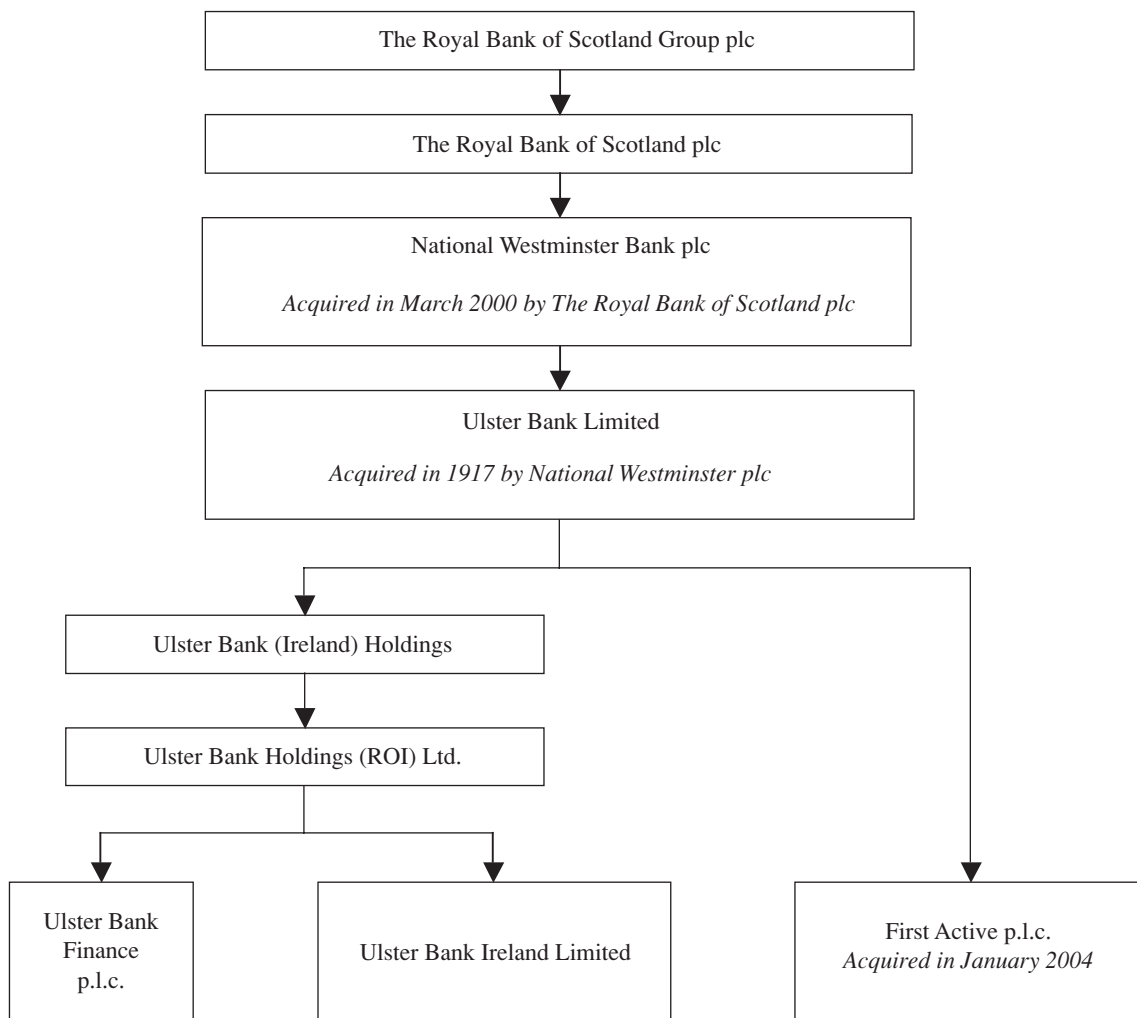 The Royal Bank of Scotland Group plc
The Royal Bank of Scotland plc
National Westminster Bank plc
Acquired in March 2000 by The Royal Bank of Scotland plc
Ulster Bank Limited
Acquired in 1917 by National Westminster plc
Ulster Bank (Ireland) Holdings
Ulster Bank Holdings (ROI) Ltd.
Ulster Bank
Finance
p.l.c.
Ulster Bank Ireland Limited
First Active p.l.c.
Acquired in January 2004